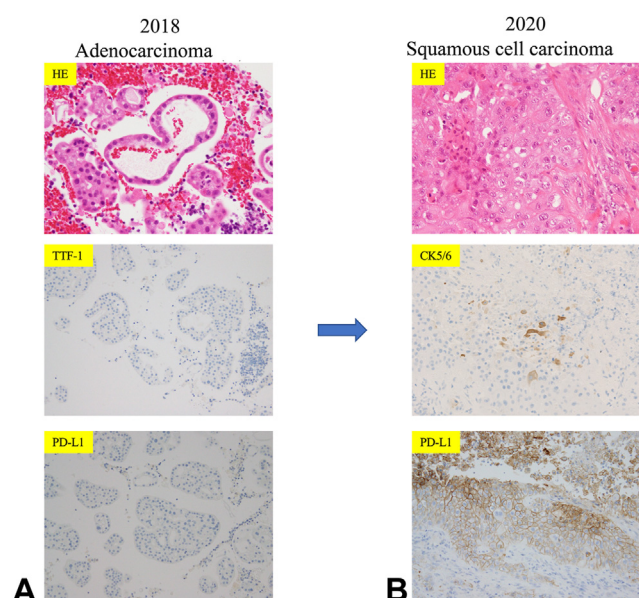 2018
Adenocarcinoma
HE
TTF-1
PD-L1
A
2020
Squamous cell carcinoma
HE
CK5/6
PD-L1
B